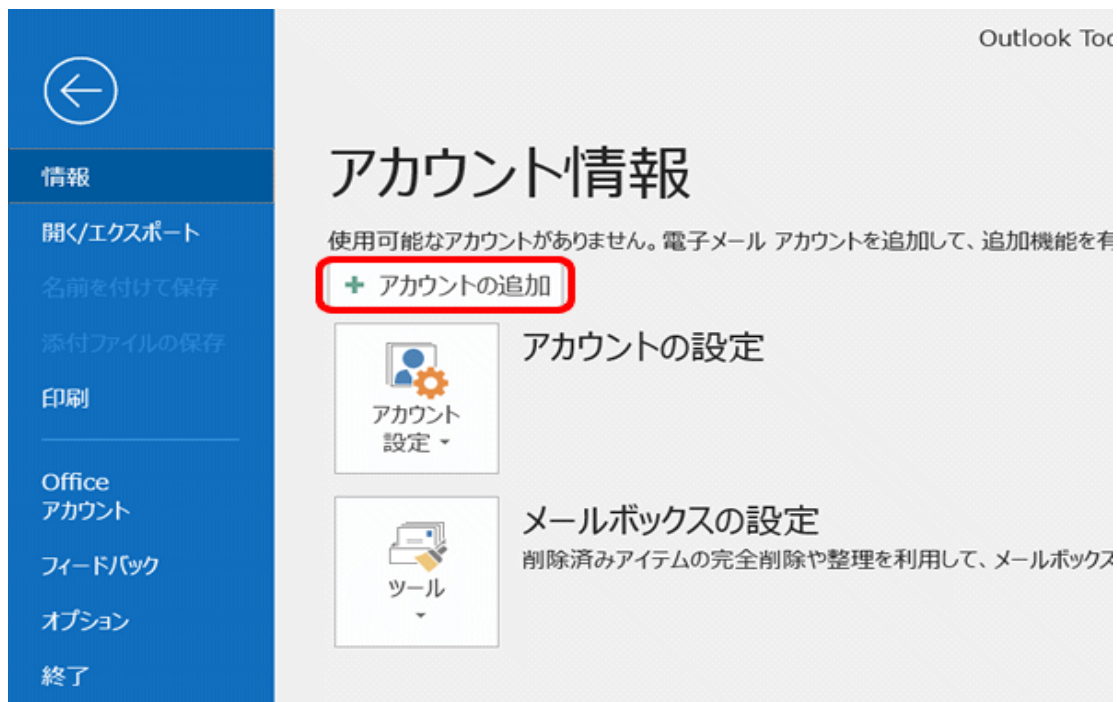 Outlook Toc
情報
開く/エクスポート
名前を付けて保存
添付ファイルの保存
印刷
Office
アカウント
フィードバック
オプション
終了
アカウント情報
使用可能なアカウントがありません。電子メール アカウントを追加して、追加機能を有
+ アカウントの追加
アカウント
設定
アカウントの設定
ツール
メールボックスの設定
削除済みアイテムの完全削除や整理を利用して、メールボックス